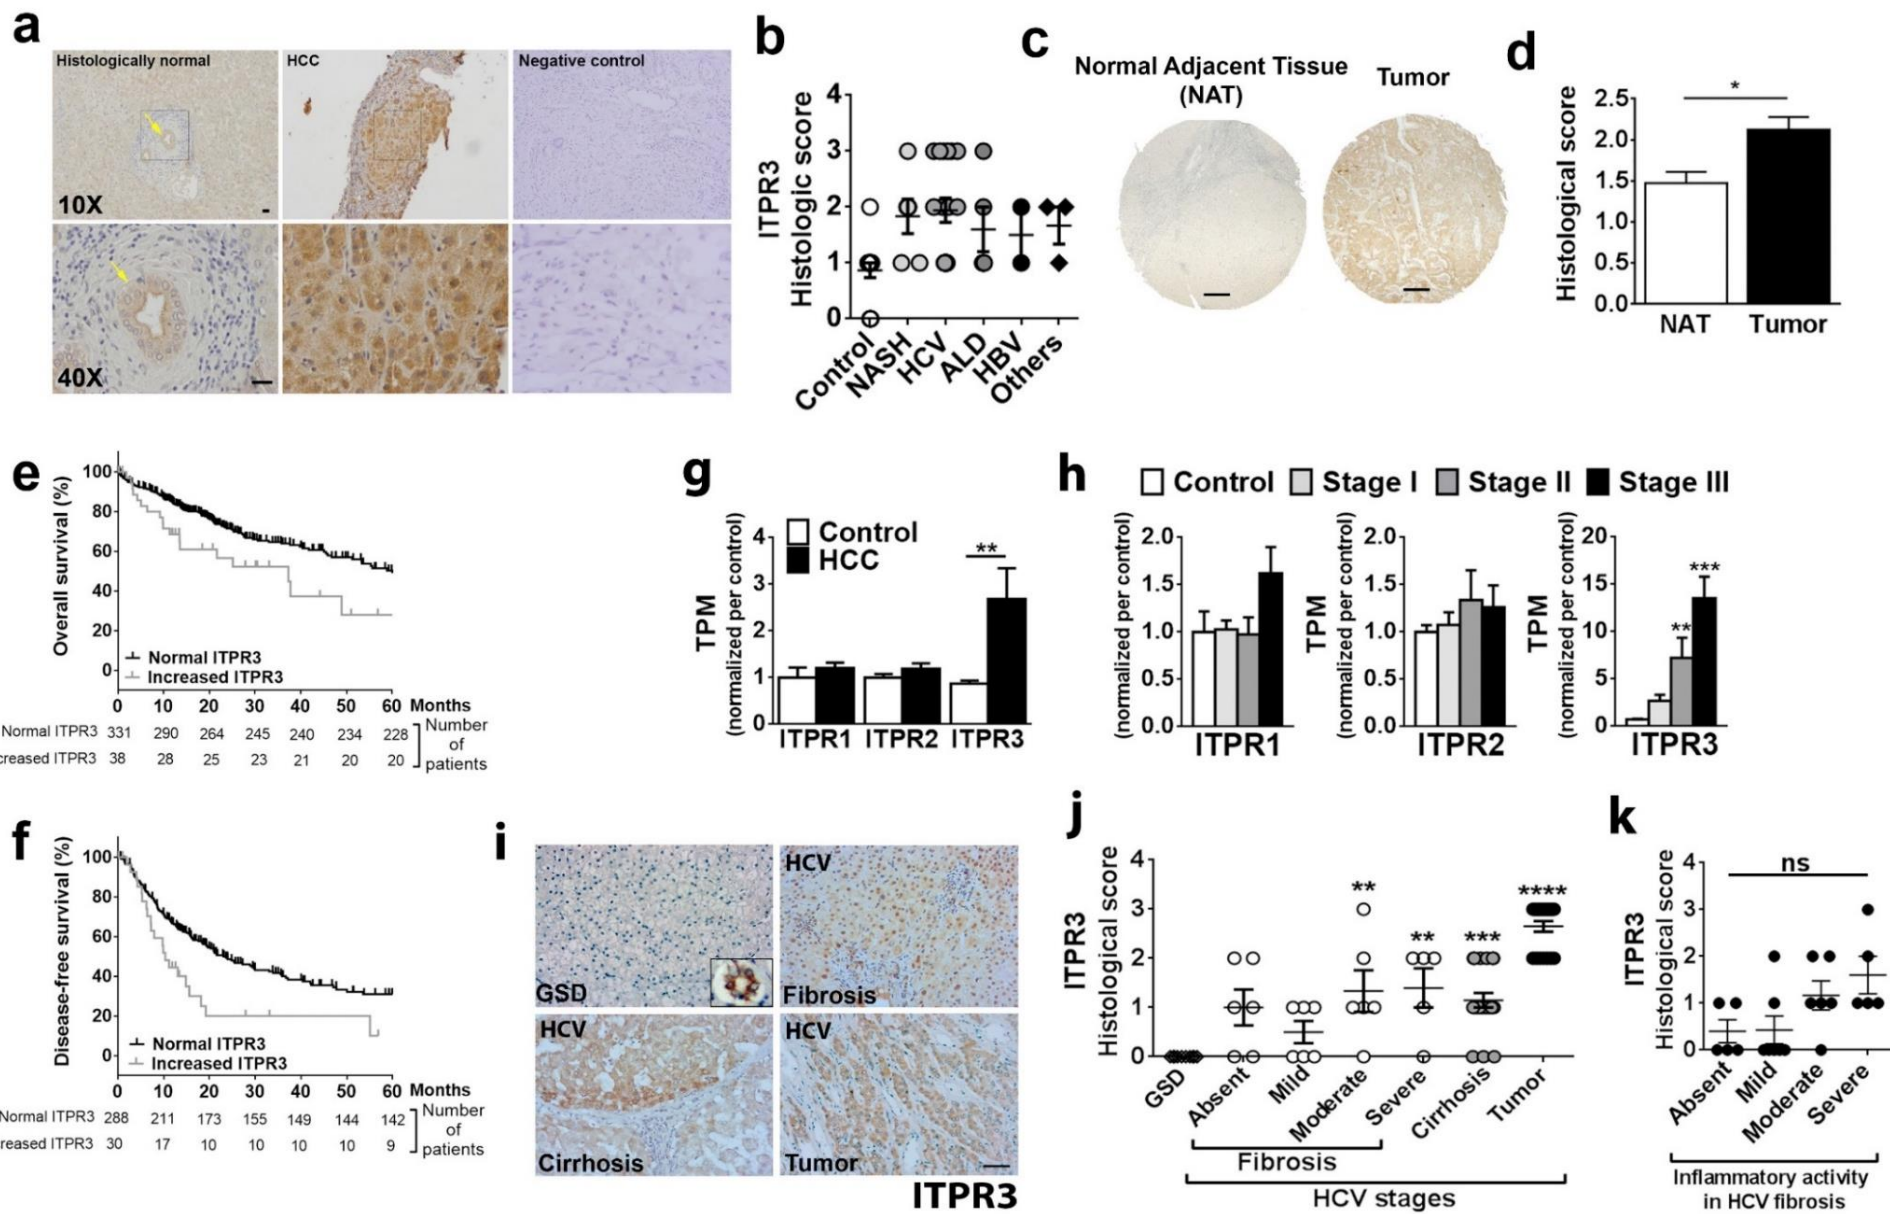 a
Histologically normal
HCC
Negative control
10X
40X
b
ITPR3
Histologic score
4
3
2
1
0
Control
NASH
HCV
ALD
HBV
Others
c
Normal Adjacent Tissue
(NAT)
Tumor
d
*
Histological score
2.5
2.0
1.5
1.0
0.5
0.0
NAT
Tumor
e
Overall survival (%)
100
80
60
40
20
0
Normal ITPR3
Increased ITPR3
0 10 20 30 40 50 60 Months
Normal ITPR3 331 290 264 245 240 234 228
creased ITPR3 38 28 25 23 21 20 20
Number
of
patients
f
Disease-free survival (%)
100
80
60
40
20
0
Normal ITPR3
Increased ITPR3
0 10 20 30 40 50 60 Months
Normal ITPR3 288 211 173 155 149 144 142
reased ITPR3 30 17 10 10 10 10 9
Number
of
patients
g
Control
HCC
**
TPM
(normalized per control)
4
3
2
1
0
ITPR1
ITPR2
ITPR3
h
Control Stage I Stage II Stage III
TPM
(normalized per control)
2.0
1.5
1.0
0.5
0.0
ITPR1
TPM
(normalized per control)
2.0
1.5
1.0
0.5
0.0
ITPR2
TPM
(normalized per control)
20
15
10
5
0
**
***
ITPR3
i
GSD
HCV
Fibrosis
HCV
Cirrhosis
HCV
Tumor
ITPR3
j
ITPR3
Histological score
4
3
2
1
0
**
**
***
****
GSD
Absent
Mild
Moderate
Severe
Cirrhosis
Tumor
Fibrosis
HCV stages
k
ITPR3
Histological score
4
3
2
1
0
ns
Absent
Mild
Moderate
Severe
Inflammatory activity
in HCV fibrosis